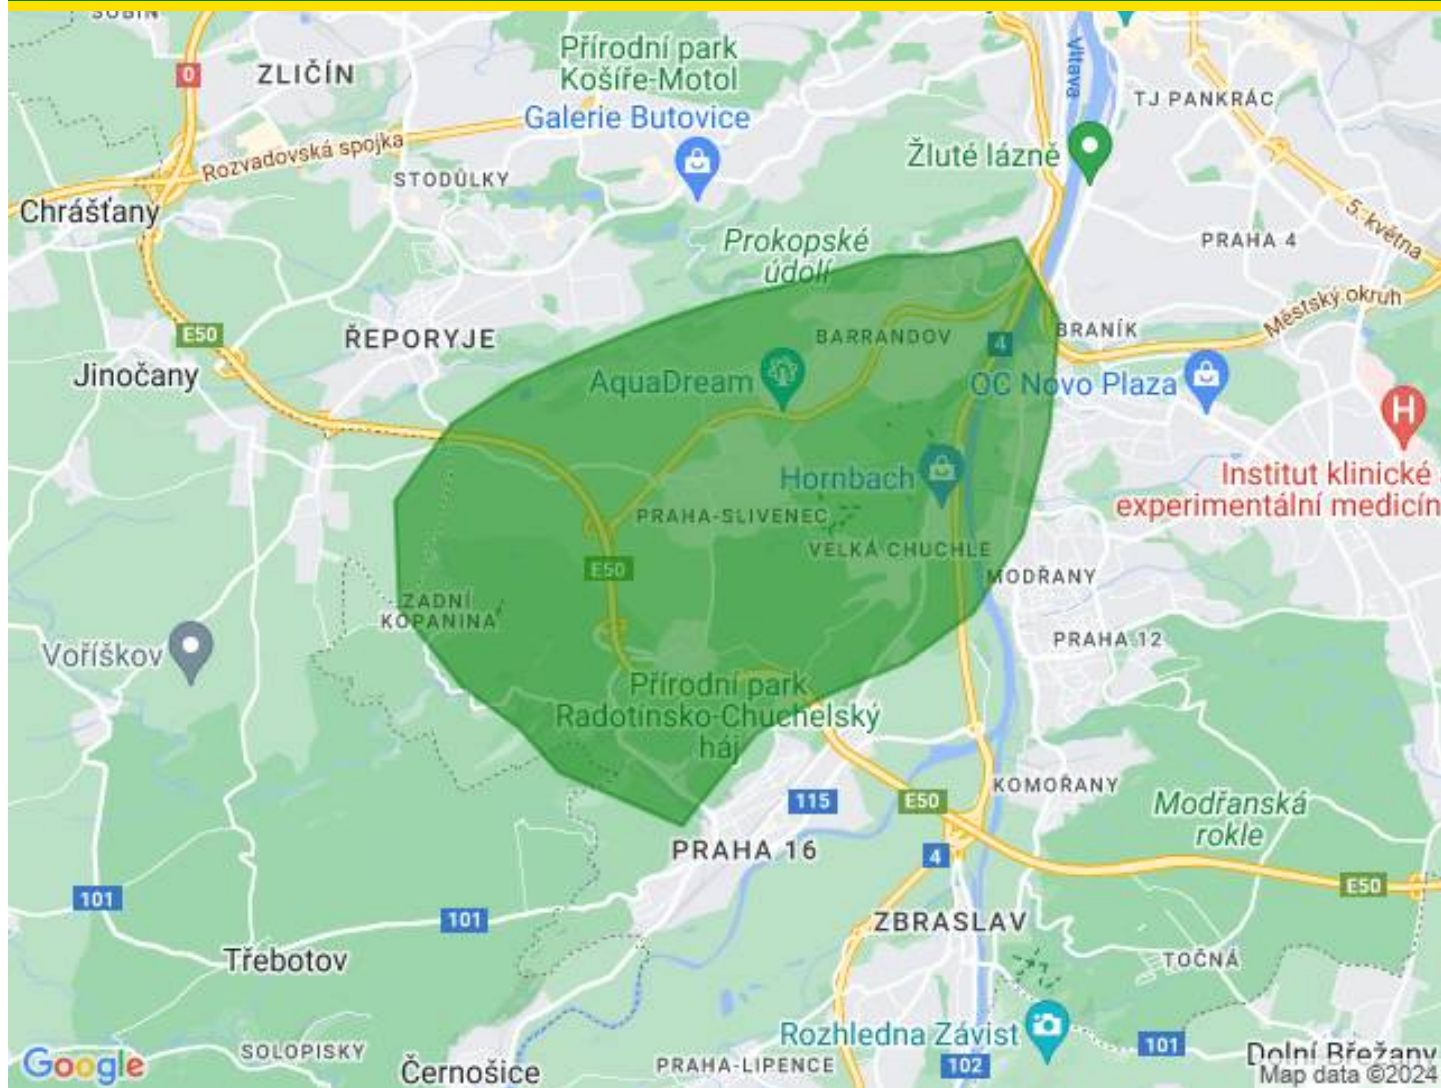 Přírodní park
Košíře-Motol
ZLIČÍN
0
Vltava
TJ PANKRÁC
Galerie Butovice
Rozvadovská spojka
Žluté lázně
STODŮLKY
Chrášťany
5. května
Prokopské
údolí
PRAHA 4
Městský okruh
E50
ŘEPORYJE
BARRANDOV
4
BRANÍK
Jinočany
AquaDream
OC Novo Plaza
H
Hornbach
Institut klinické
experimentální medicín
PRAHA-SLIVENEC
VELKÁ CHUCHLE
E50
MODŘANY
ZADNÍ
KOPANINA
PRAHA 12
Voříškov
Přírodní park
Radotínsko-Chuchelský
háj
115
E50
KOMOŘANY
Modřanská
rokle
PRAHA 16
4
101
E50
101
ZBRASLAV
Třebotov
TOČNÁ
Rozhledna Závist
101
SOLOPISKY
Černošice
PRAHA-LIPENCE
102
Dolní Břežany
Google
Map data ©2024